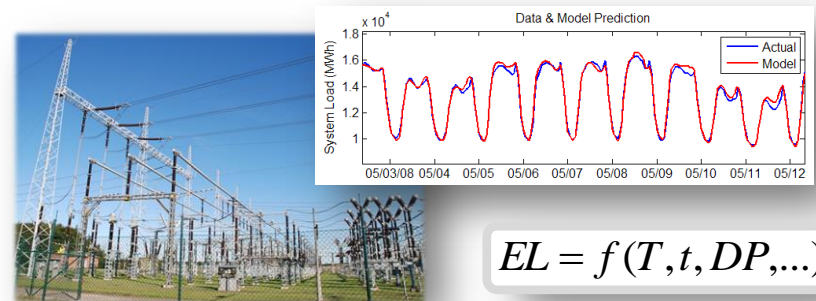 Data & Model Prediction
x 10⁴
1.8
1.6
1.4
1.2
1
System Load (MWh)
Actual
Model
05/03/08 05/04 05/05 05/06 05/07 05/08 05/09 05/10 05/11 05/12
EL = f(T,t,DP,...)